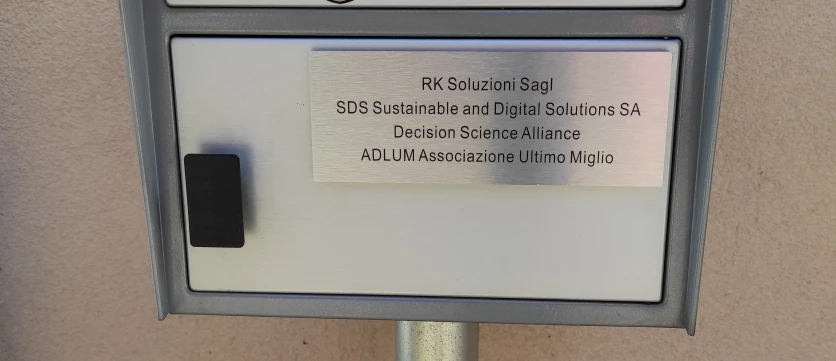 RK Soluzioni Sagl
SDS Sustainable and Digital Solutions SA
Decision Science Alliance
ADLUM Associazione Ultimo Miglio